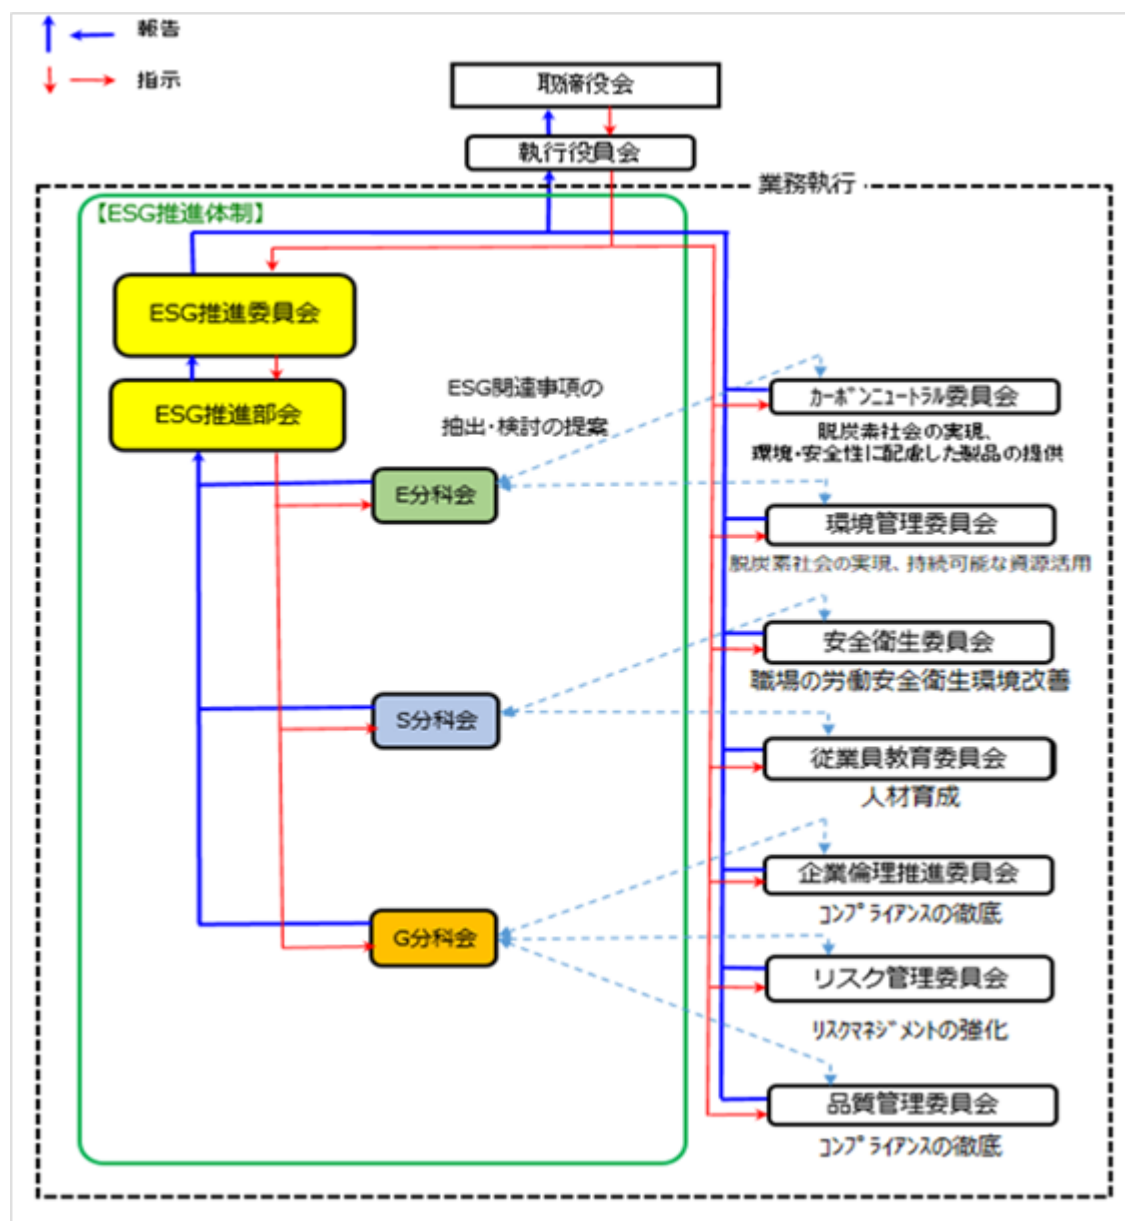 報告
指示
取締役会
執行役員会
業務執行
【ESG推進体制】
ESG推進委員会
ESG推進部会
ESG関連事項の
抽出・検討の提案
E分科会
S分科会
G分科会
ｶｰﾎﾞﾝﾆｭｰﾄﾗﾙ委員会
脱炭素社会の実現、
環境・安全性に配慮した製品の提供
環境管理委員会
脱炭素社会の実現、持続可能な資源活用
安全衛生委員会
職場の労働安全衛生環境改善
従業員教育委員会
人材育成
企業倫理推進委員会
ｺﾝﾌﾟﾗｲｱﾝｽの徹底
リスク管理委員会
ﾘｽｸﾏﾈｼﾞﾒﾝﾄの強化
品質管理委員会
ｺﾝﾌﾟﾗｲｱﾝｽの徹底